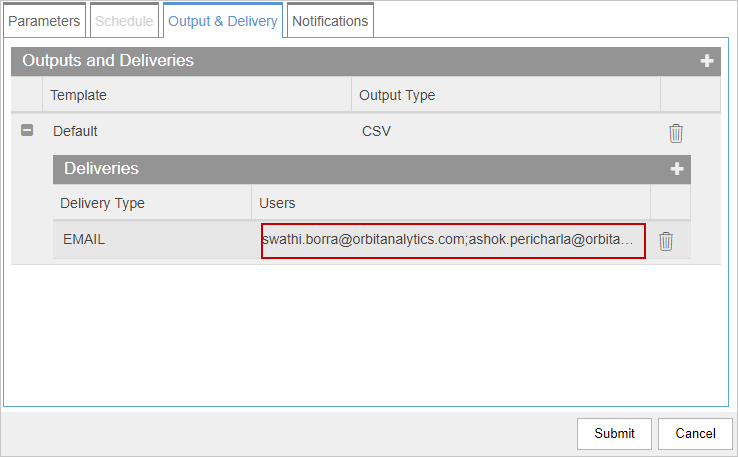 Parameters Schedule Output & Delivery Notifications
Outputs and Deliveries
Template Output Type
Default CSV
Deliveries
Delivery Type Users
EMAIL swathi.borra@orbitanalytics.com;ashok.pericharla@orbita...
Submit Cancel